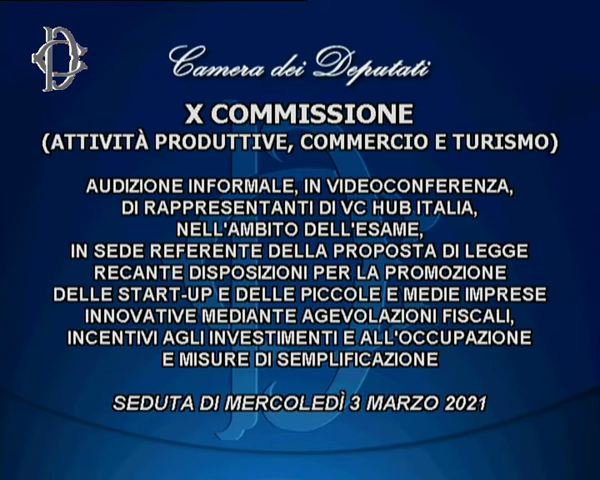 Camera dei Deputati
X COMMISSIONE
(ATTIVITÀ PRODUTTIVE, COMMERCIO E TURISMO)
AUDIZIONE INFORMALE, IN VIDEOCONFERENZA,
DI RAPPRESENTANTI DI VC HUB ITALIA,
NELL'AMBITO DELL'ESAME,
IN SEDE REFERENTE DELLA PROPOSTA DI LEGGE
RECANTE DISPOSIZIONI PER LA PROMOZIONE
DELLE START-UP E DELLE PICCOLE E MEDIE IMPRESE
INNOVATIVE MEDIANTE AGEVOLAZIONI FISCALI,
INCENTIVI AGLI INVESTIMENTI E ALL'OCCUPAZIONE
E MISURE DI SEMPLIFICAZIONE
SEDUTA DI MERCOLEDÌ 3 MARZO 2021